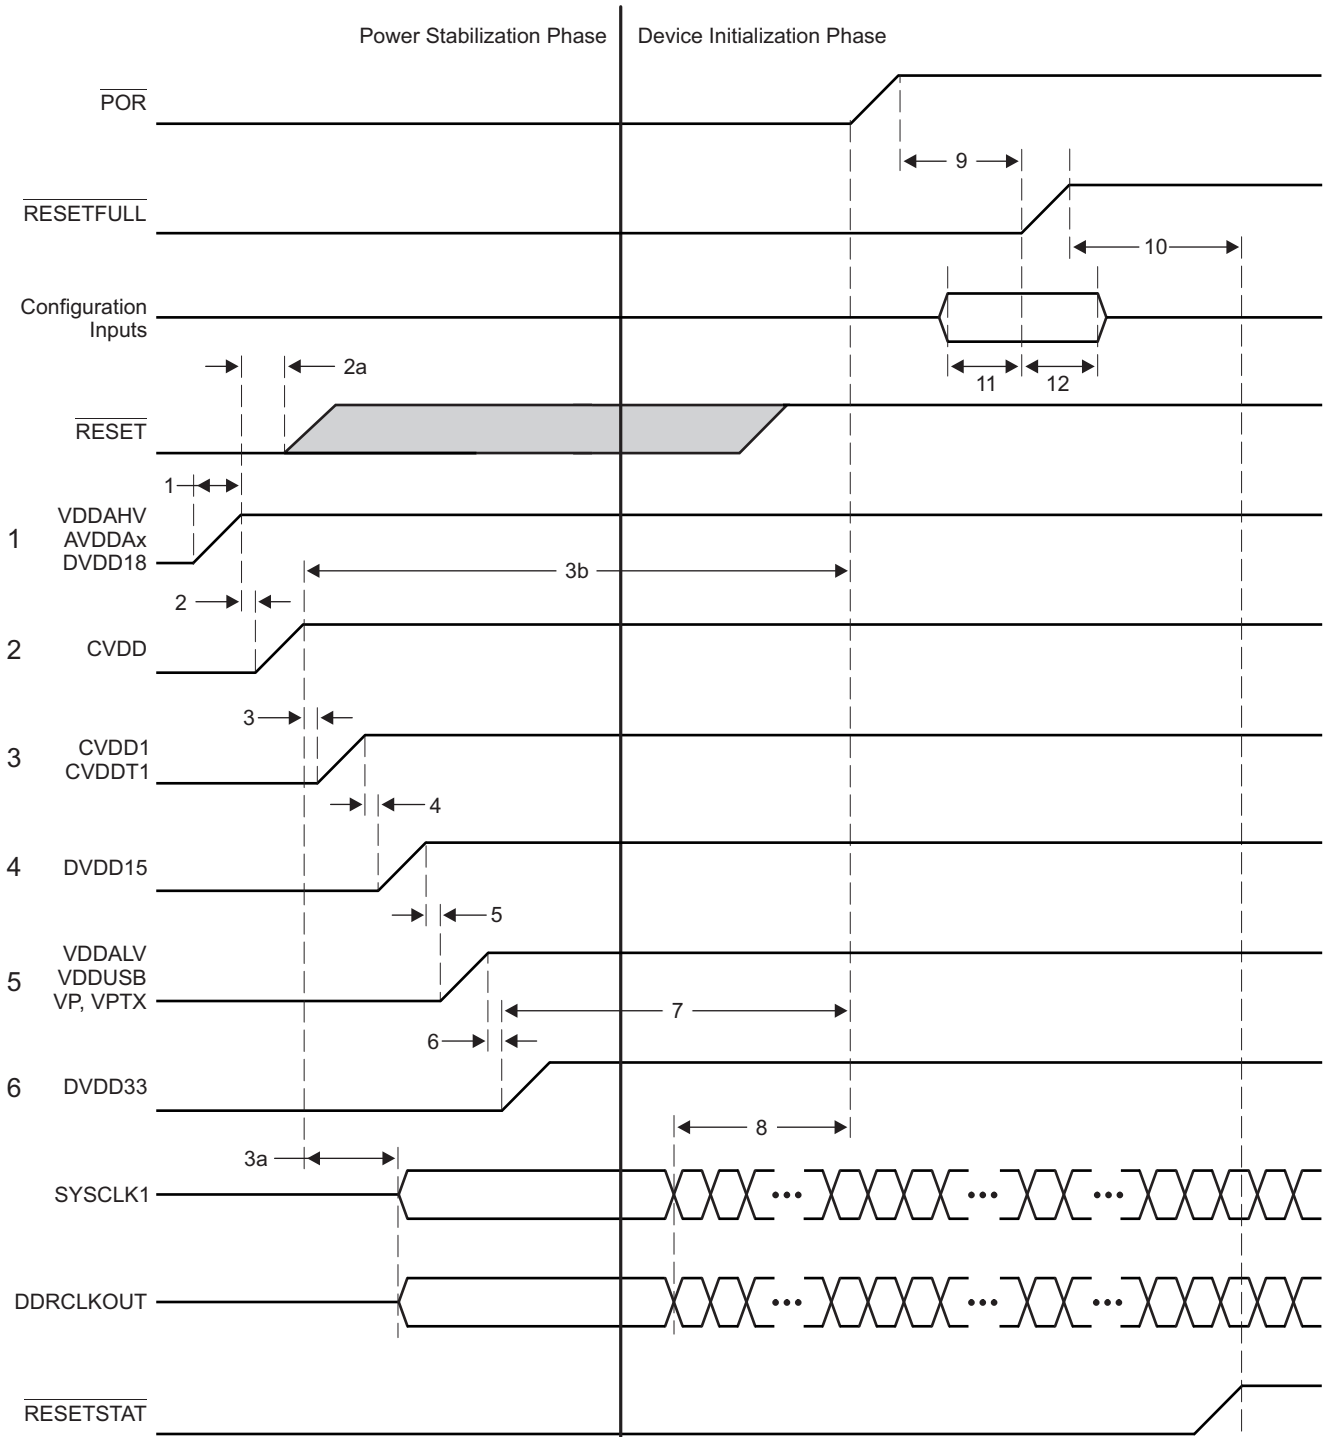 Power Stabilization Phase
Device Initialization Phase
POR
9
RESETFULL
10
Configuration
Inputs
11
12
2a
RESET
1
1
VDDAHV
AVDDAx
DVDD18
3b
2
2
CVDD
3
3
CVDD1
CVDDT1
4
4
DVDD15
5
5
VDDALV
VDDUSB
VP, VPTX
7
6
6
DVDD33
8
3a
SYSCLK1
DDRCLKOUT
RESETSTAT